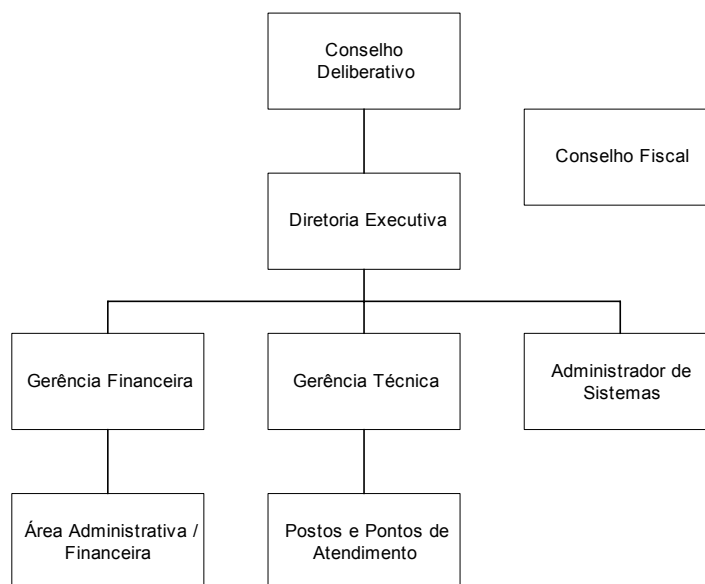 Conselho
Deliberativo
Conselho Fiscal
Diretoria Executiva
Gerência Financeira
Gerência Técnica
Administrador de
Sistemas
Área Administrativa /
Financeira
Postos e Pontos de
Atendimento